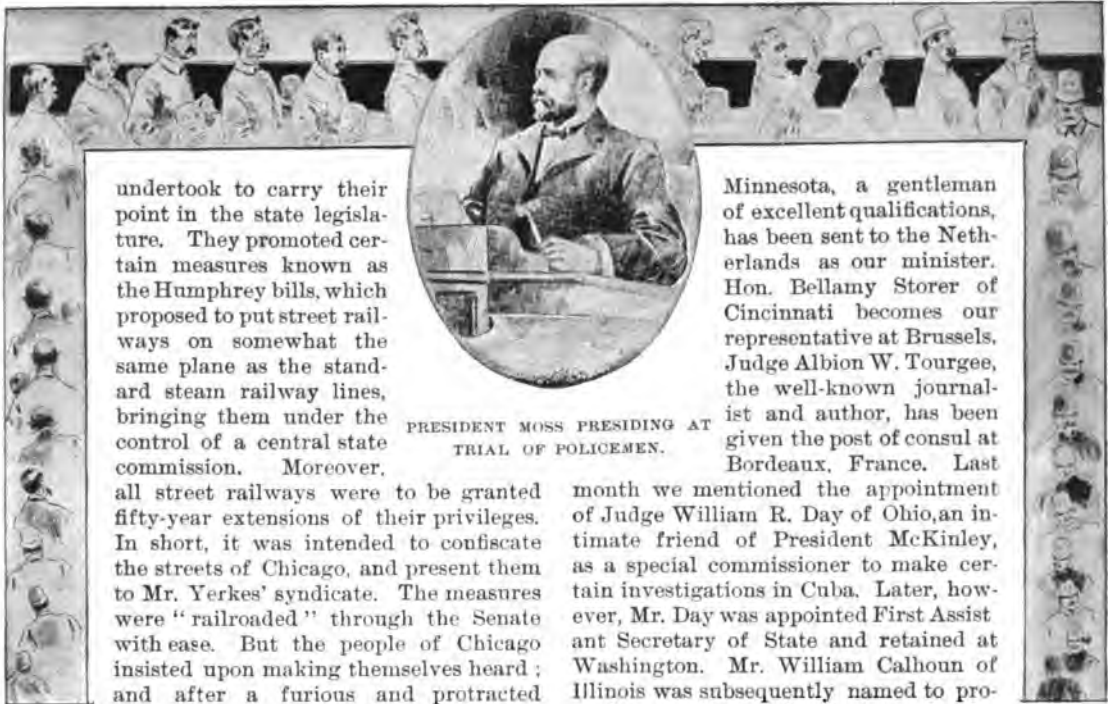 undertook to carry their
point in the state legisla-
ture. They promoted cer-
tain measures known as
the Humphrey bills, which
proposed to put street rail-
ways on somewhat the
same plane as the stand-
ard steam railway lines,
bringing them under the
control of a central state
commission. Moreover,
all street railways were to be granted
fifty-year extensions of their privileges.
In short, it was intended to confiscate
the streets of Chicago, and present them
to Mr. Yerkes' syndicate. The measures
were "railroaded" through the Senate
with ease. But the people of Chicago
insisted upon making themselves heard;
and after a furious and protracted
PRESIDENT MOSS PRESIDING AT
TRIAL OF POLICEMEN.
Minnesota, a gentleman
of excellent qualifications,
has been sent to the Neth-
erlands as our minister.
Hon. Bellamy Storer of
Cincinnati becomes our
representative at Brussels.
Judge Albion W. Tourgee,
the well-known journal-
ist and author, has been
given the post of consul at
Bordeaux, France. Last
month we mentioned the appointment
of Judge William R. Day of Ohio, an in-
timate friend of President McKinley,
as a special commissioner to make cer-
tain investigations in Cuba. Later, how-
ever, Mr. Day was appointed First Assist
ant Secretary of State and retained at
Washington. Mr. William Calhoun of
Illinois was subsequently named to pro-